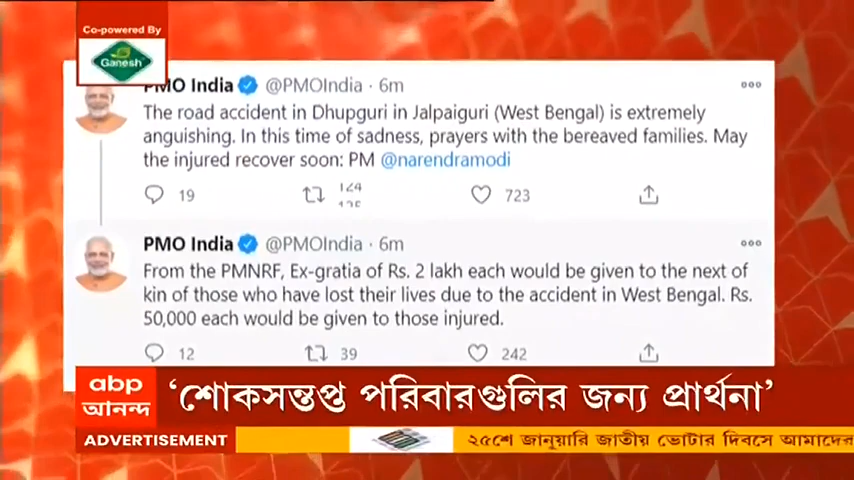 Co-powered By
Ganesh
PMO India @PMOIndia · 6m
The road accident in Dhupguri in Jalpaiguri (West Bengal) is extremely
anguishing. In this time of sadness, prayers with the bereaved families. May
the injured recover soon: PM @narendramodi
19 124 723
PMO India @PMOIndia · 6m
From the PMNRF, Ex-gratia of Rs. 2 lakh each would be given to the next of
kin of those who have lost their lives due to the accident in West Bengal. Rs.
50,000 each would be given to those injured.
12 39 242
abp
আনন্দ
‘শোকসন্তপ্ত পরিবারগুলির জন্য প্রার্থনা’
ADVERTISEMENT
২৫শে জানুয়ারি জাতীয় ভোটার দিবসে আমাদের